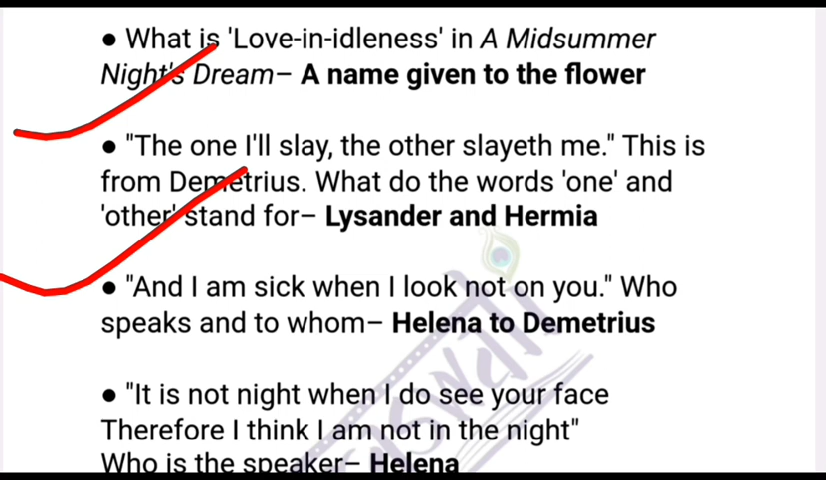 ● What is 'Love-in-idleness' in A Midsummer
Night's Dream– A name given to the flower
● "The one I'll slay, the other slayeth me." This is
from Demetrius. What do the words 'one' and
'other' stand for– Lysander and Hermia
● "And I am sick when I look not on you." Who
speaks and to whom– Helena to Demetrius
● "It is not night when I do see your face
Therefore I think I am not in the night"
Who is the speaker– Helena